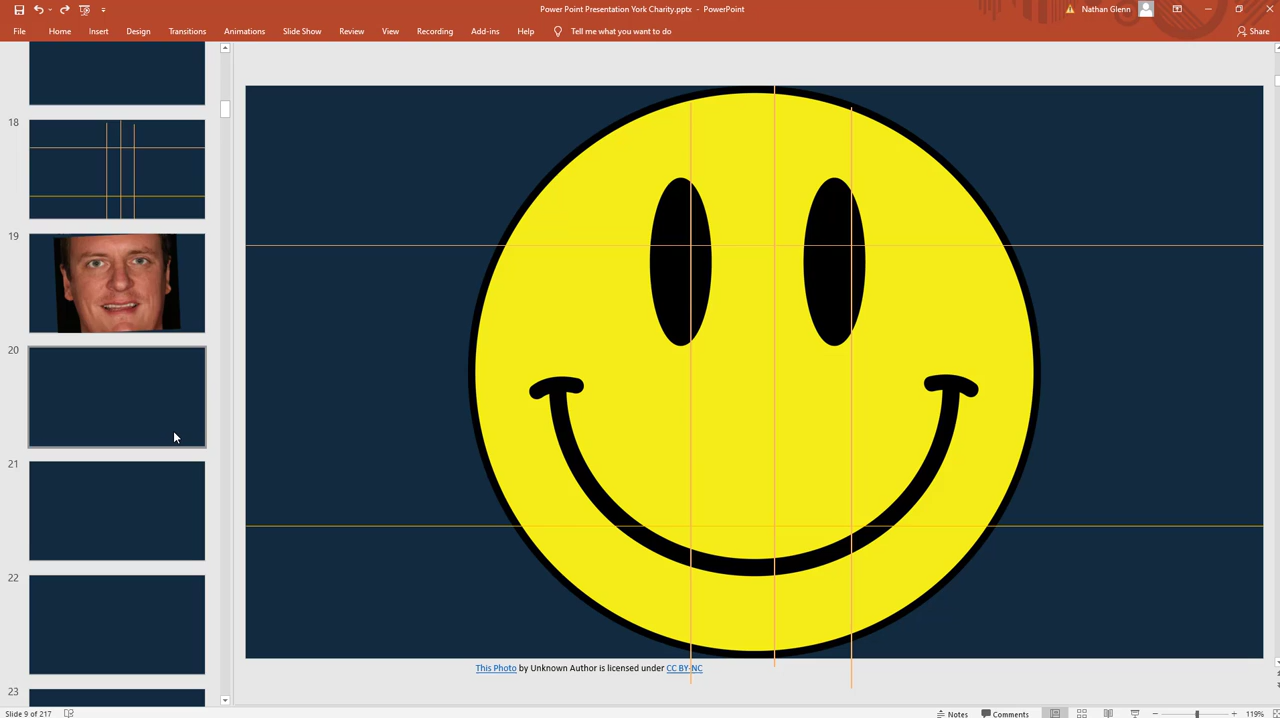 Power Point Presentation York Charity.pptx - PowerPoint
Nathan Glenn
File Home Insert Design Transitions Animations Slide Show Review View Recording Add-ins Help Tell me what you want to do Share
18
19
20
21
22
23
This Photo by Unknown Author is licensed under CC BY-NC
Slide 9 of 217 Notes Comments 119%